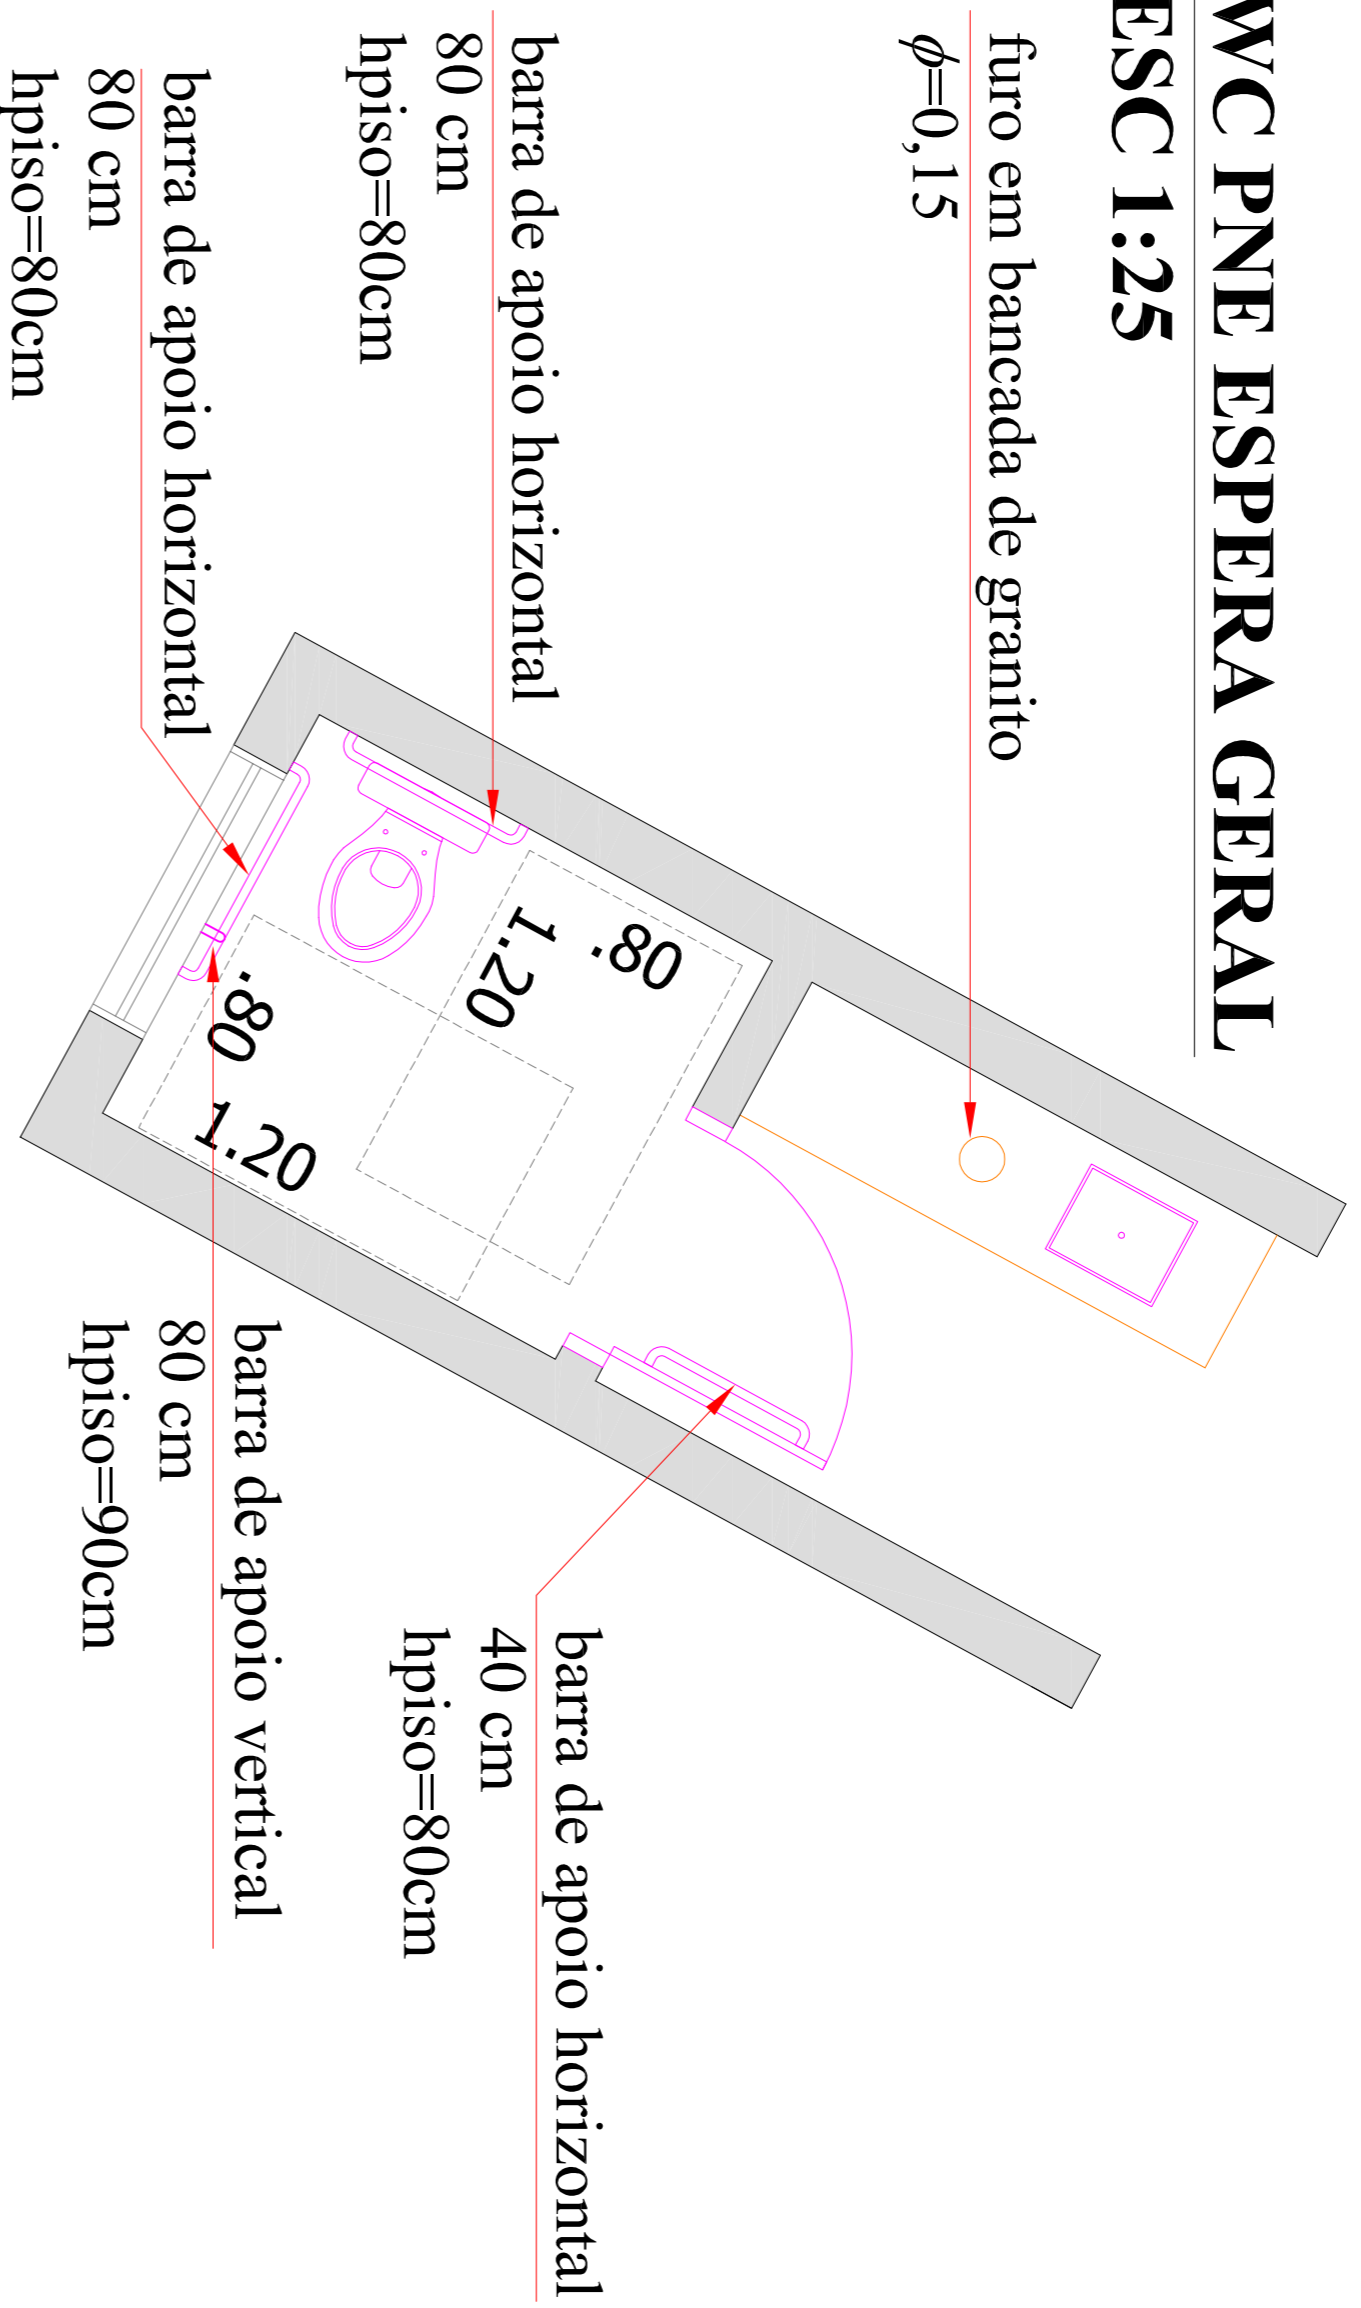 WC PNE ESPERA GERAL
ESC 1:25
furo em bancada de granito
ϕ=0,15
barra de apoio horizontal
80 cm
hpiso=80cm
barra de apoio horizontal
80 cm
hpiso=80cm
.80
1.20
.80
1.20
barra de apoio horizontal
40 cm
hpiso=80cm
barra de apoio vertical
80 cm
hpiso=90cm